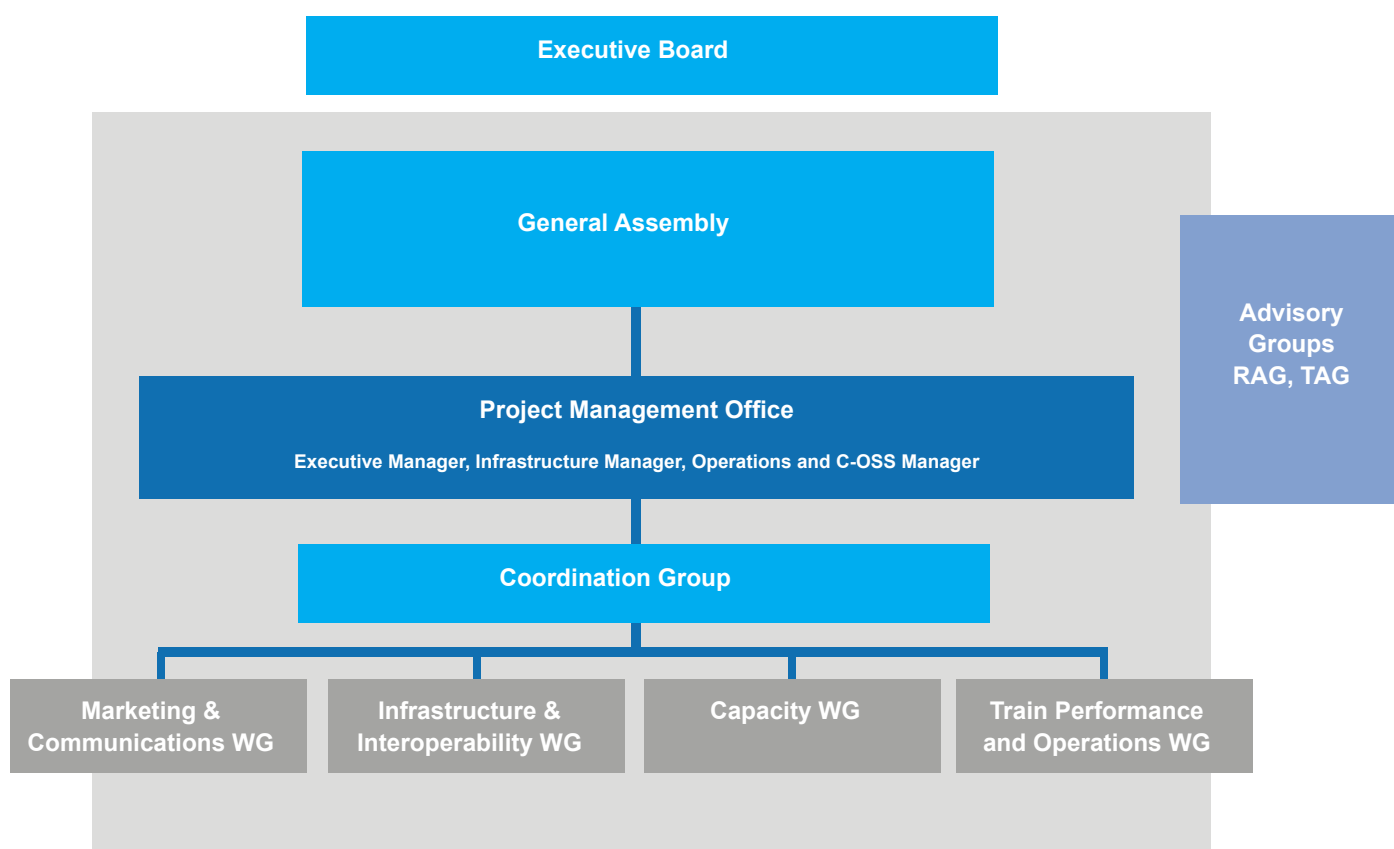 Executive Board
General Assembly
Advisory
Groups
RAG, TAG
Project Management Office
Executive Manager, Infrastructure Manager, Operations and C-OSS Manager
Coordination Group
Marketing &
Communications WG
Infrastructure &
Interoperability WG
Capacity WG
Train Performance
and Operations WG